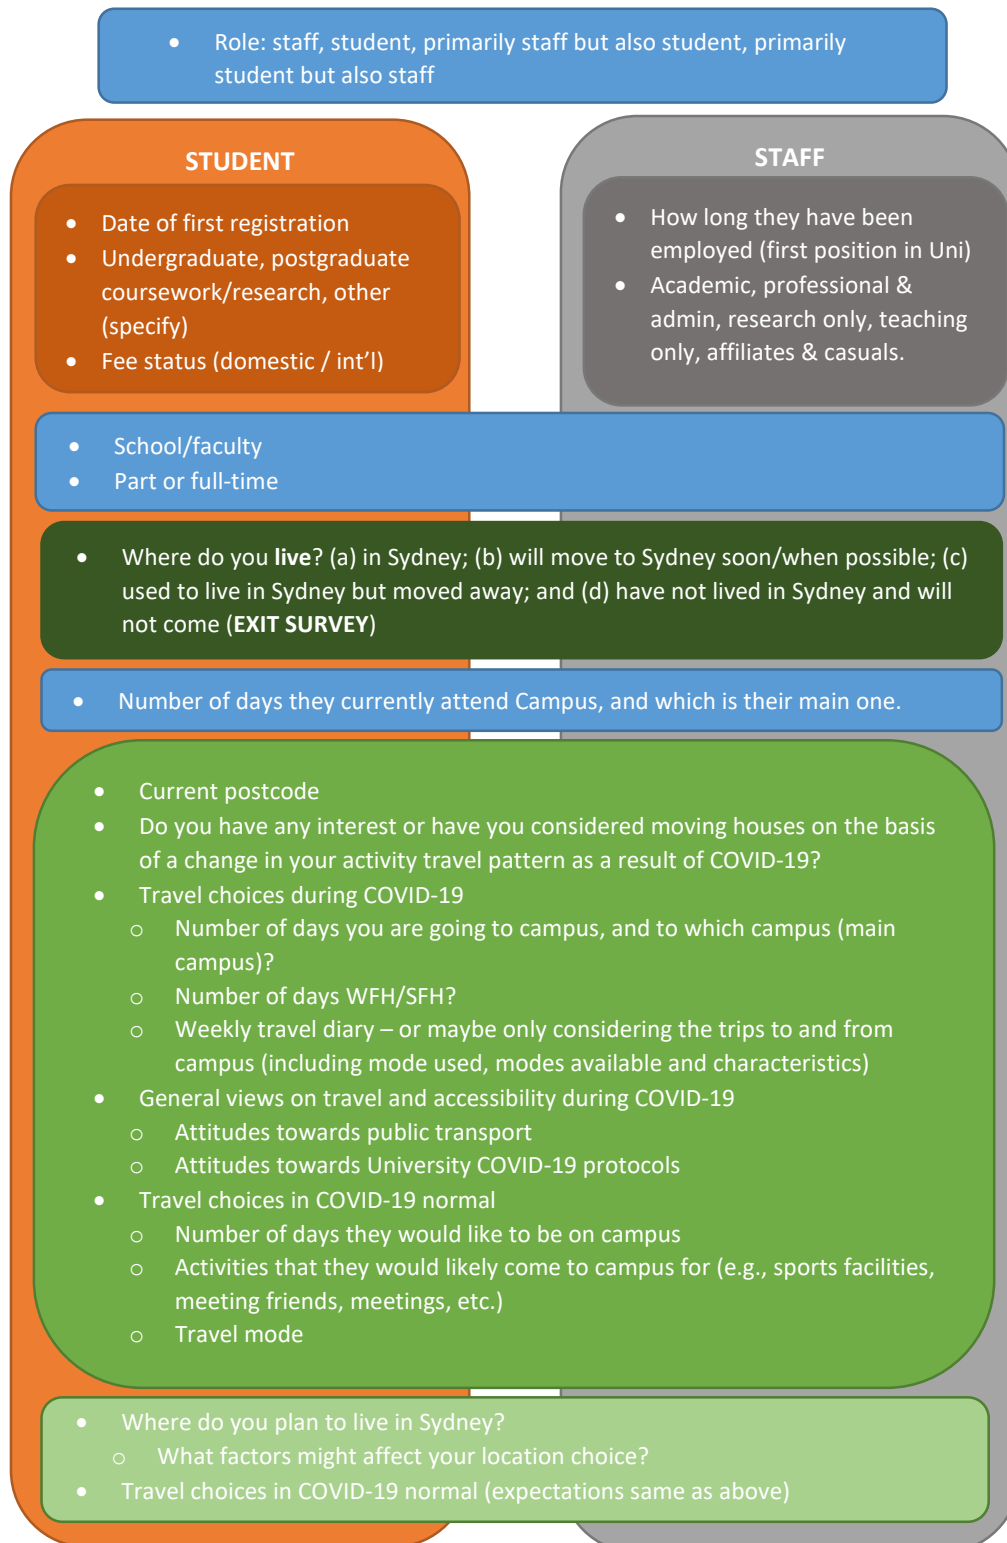 • Role: staff, student, primarily staff but also student, primarily
student but also staff
STUDENT
• Date of first registration
• Undergraduate, postgraduate
coursework/research, other
(specify)
• Fee status (domestic / int’l)
STAFF
• How long they have been
employed (first position in Uni)
• Academic, professional &
admin, research only, teaching
only, affiliates & casuals.
• School/faculty
• Part or full-time
• Where do you live? (a) in Sydney; (b) will move to Sydney soon/when possible; (c)
used to live in Sydney but moved away; and (d) have not lived in Sydney and will
not come (EXIT SURVEY)
• Number of days they currently attend Campus, and which is their main one.
• Current postcode
• Do you have any interest or have you considered moving houses on the basis
of a change in your activity travel pattern as a result of COVID-19?
• Travel choices during COVID-19
o Number of days you are going to campus, and to which campus (main
campus)?
o Number of days WFH/SFH?
o Weekly travel diary – or maybe only considering the trips to and from
campus (including mode used, modes available and characteristics)
• General views on travel and accessibility during COVID-19
o Attitudes towards public transport
o Attitudes towards University COVID-19 protocols
• Travel choices in COVID-19 normal
o Number of days they would like to be on campus
o Activities that they would likely come to campus for (e.g., sports facilities,
meeting friends, meetings, etc.)
o Travel mode
• Where do you plan to live in Sydney?
o What factors might affect your location choice?
• Travel choices in COVID-19 normal (expectations same as above)